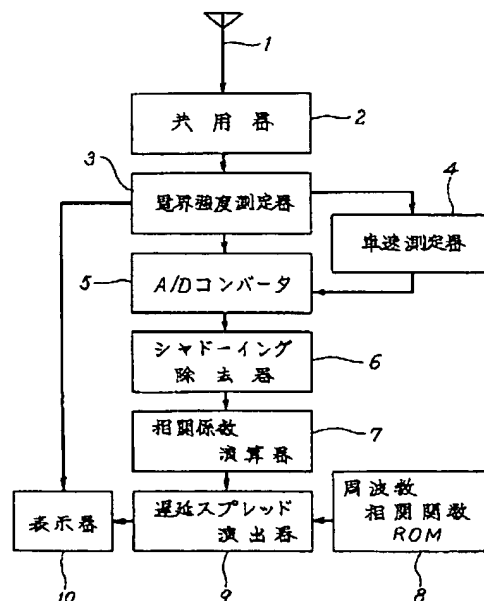 1
共用器
2
3
電界強度測定器
4
車速測定器
5
A/Dコンバータ
シャドーイング
除去器
6
相関係数
演算器
7
周波数
相関関数
ROM
表示器
遅延スプレッド
演出器
10
9
8